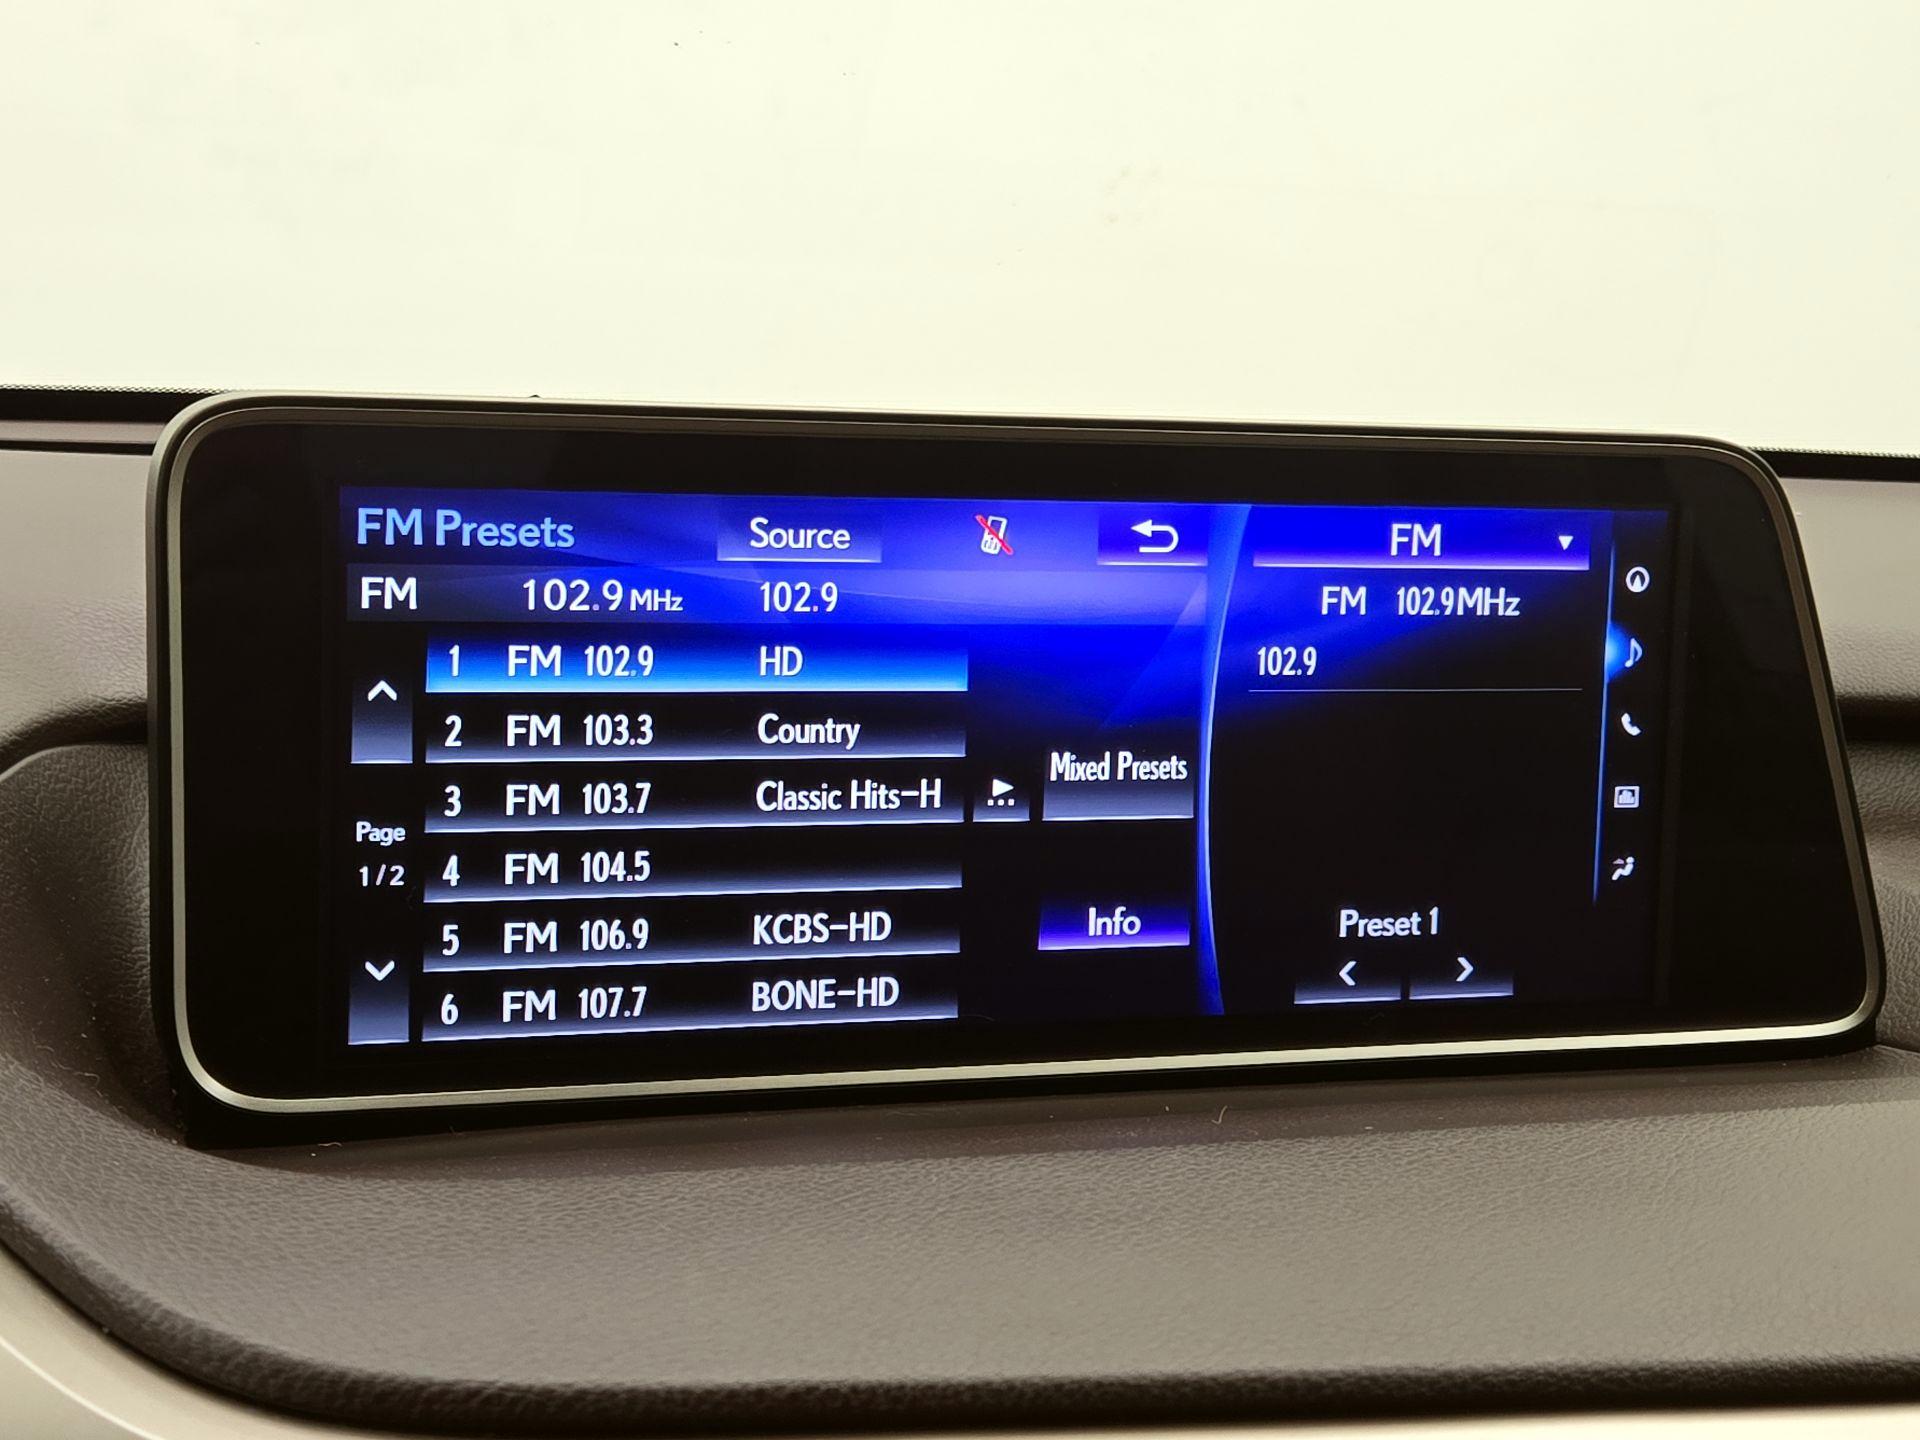 FM Presets Source FM
FM 102.9 MHz 102.9 FM 102.9MHz
1 FM 102.9 HD 102.9
2 FM 103.3 Country
Mixed Presets
3 FM 103.7 Classic Hits-H
Page
1/2
4 FM 104.5
5 FM 106.9 KCBS-HD Info Preset 1
6 FM 107.7 BONE-HD